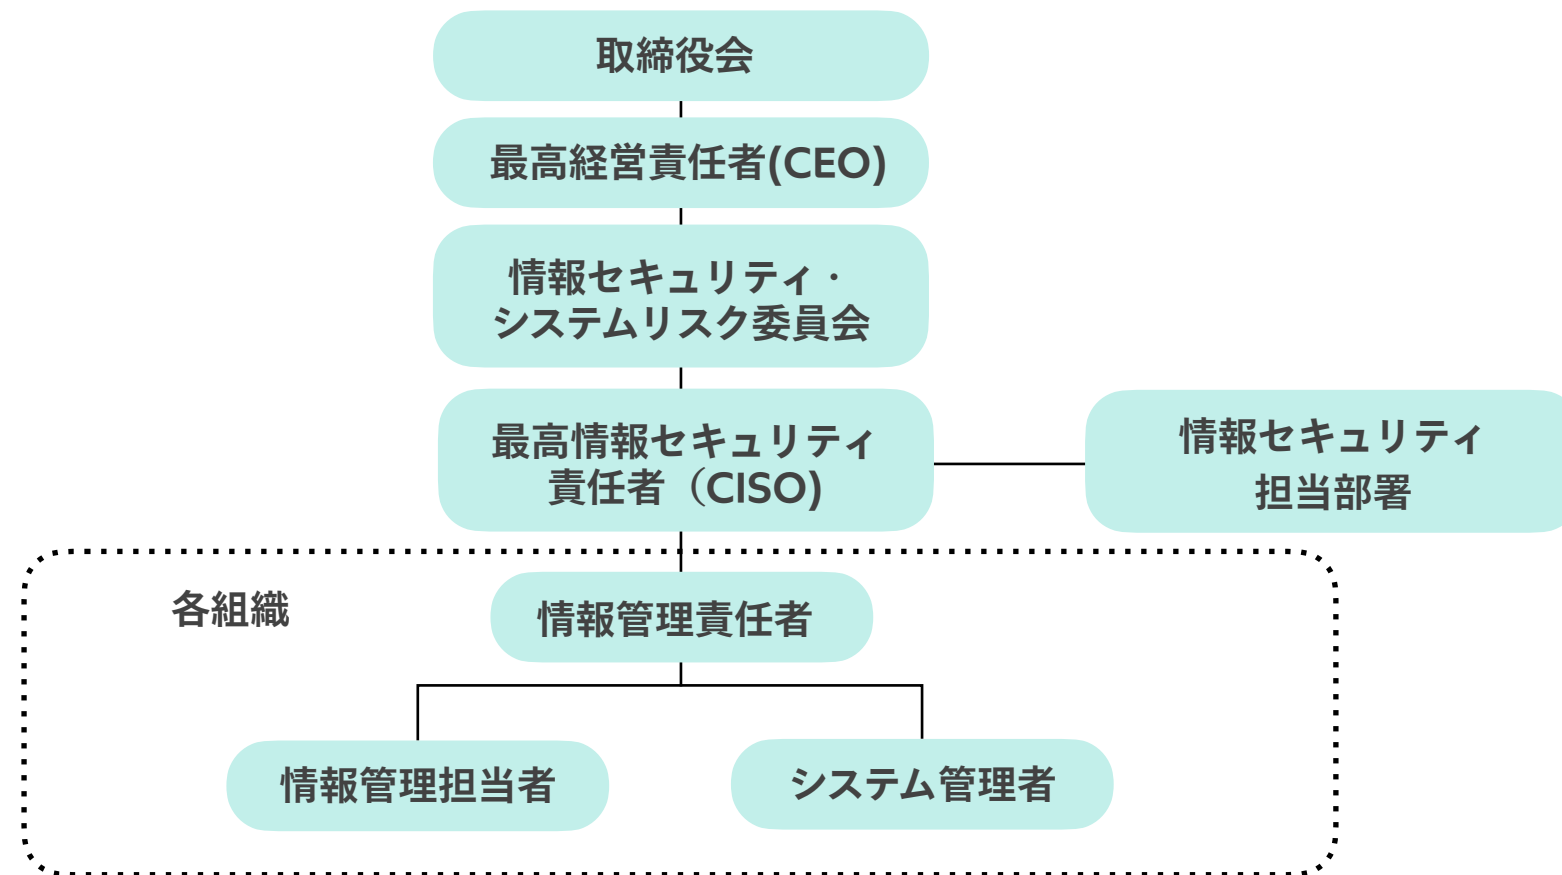 取締役会
最高経営責任者(CEO)
情報セキュリティ・
システムリスク委員会
最高情報セキュリティ
責任者（CISO)
情報セキュリティ
担当部署
各組織
情報管理責任者
情報管理担当者
システム管理者